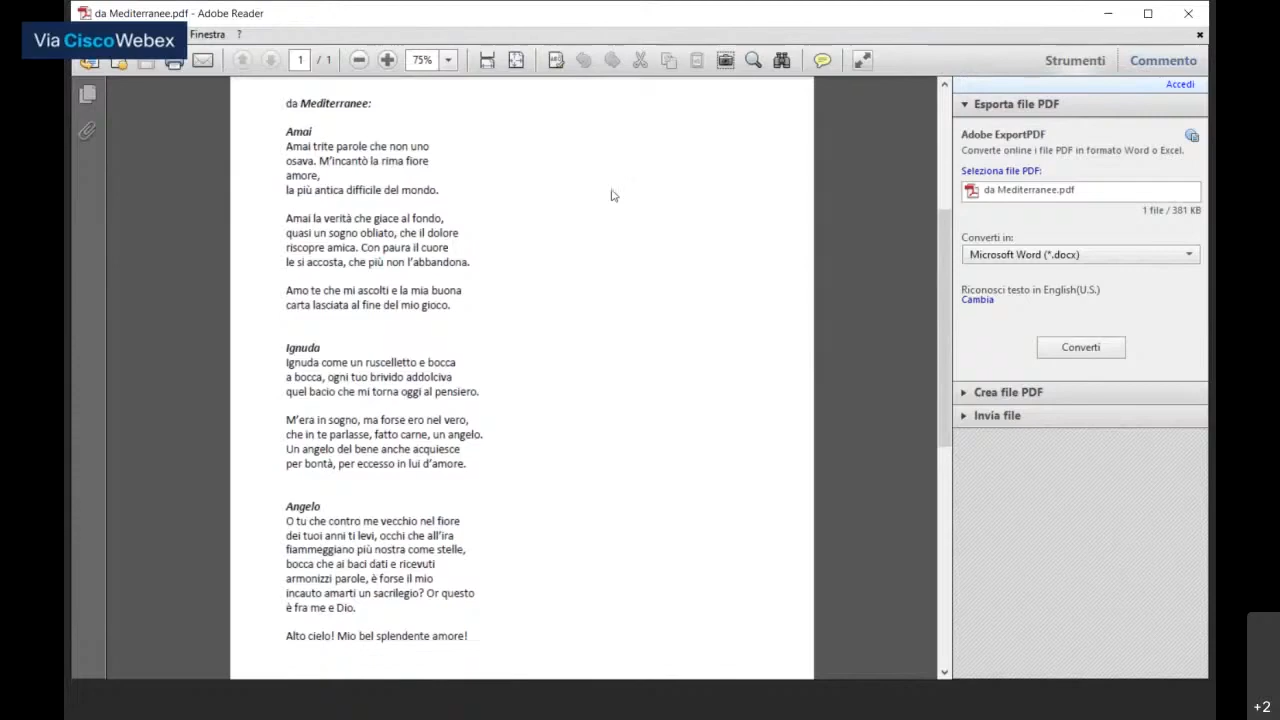 da Mediterranee.pdf - Adobe Reader
Via CiscoWebex
Finestra ?
1 / 1
75%
Strumenti
Commento
Accedi
da Mediterranee:
Amai
Amai trite parole che non uno
osava. M'incantò la rima fiore
amore,
la più antica difficile del mondo.
Amai la verità che giace al fondo,
quasi un sogno obliato, che il dolore
riscopre amica. Con paura il cuore
le si accosta, che più non l'abbandona.
Amo te che mi ascolti e la mia buona
carta lasciata al fine del mio gioco.
Ignuda
Ignuda come un ruscelletto e bocca
a bocca, ogni tuo brivido addolciva
quel bacio che mi torna oggi al pensiero.
M'era in sogno, ma forse ero nel vero,
che in te parlasse, fatto carne, un angelo.
Un angelo del bene anche acquiesce
per bontà, per eccesso in lui d'amore.
Angelo
O tu che contro me vecchio nel fiore
dei tuoi anni ti levi, occhi che all'ira
fiammeggiano più nostra come stelle,
bocca che ai baci dati e ricevuti
armonizzi parole, è forse il mio
incauto amarti un sacrilegio? Or questo
è fra me e Dio.
Alto cielo! Mio bel splendente amore!
Esporta file PDF
Adobe ExportPDF
Converte online i file PDF in formato Word o Excel.
Seleziona file PDF:
da Mediterranee.pdf
1 file / 381 KB
Converti in:
Microsoft Word (*.docx)
Riconosci testo in English(U.S.)
Cambia
Converti
Crea file PDF
Invia file
+2